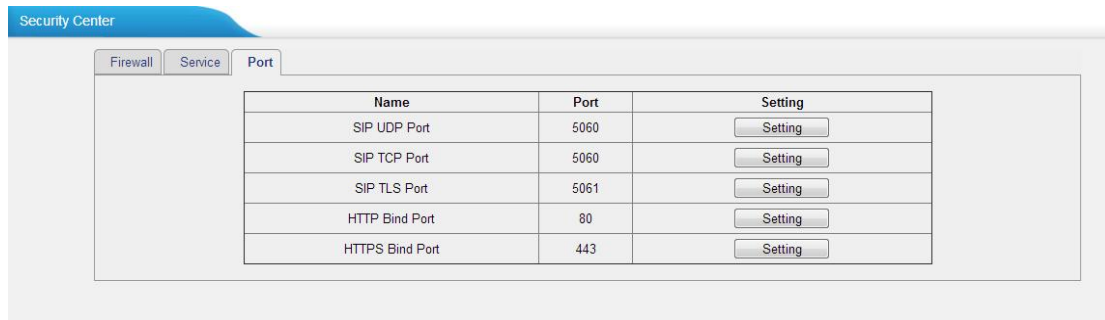 Security Center
Firewall Service Port
Name Port Setting
SIP UDP Port 5060 Setting
SIP TCP Port 5060 Setting
SIP TLS Port 5061 Setting
HTTP Bind Port 80 Setting
HTTPS Bind Port 443 Setting